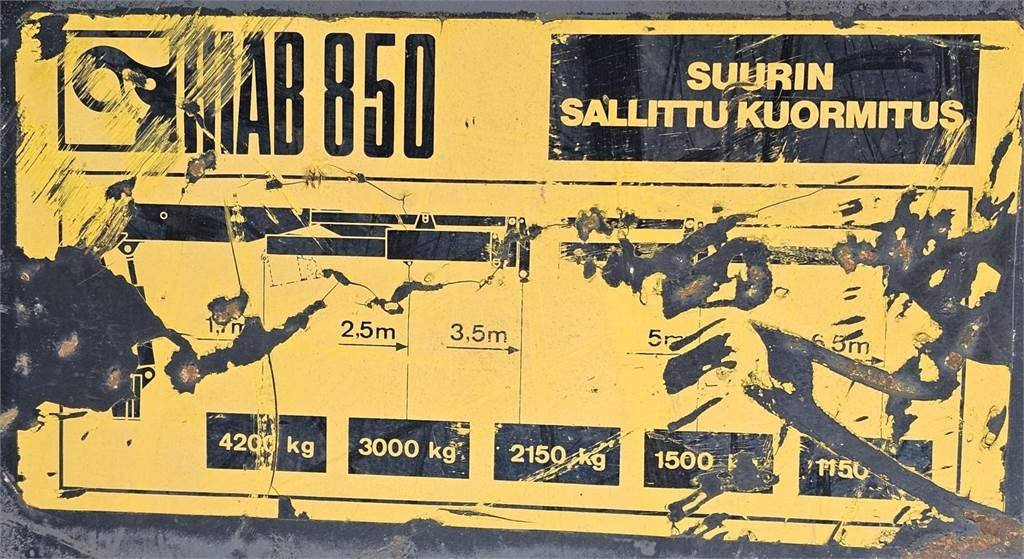 HIAB 850
SUURIN
SALLITTU KUORMITUS
2,5m
3,5m
6,5m
4200 kg
3000 kg
2150 kg
1500
1150